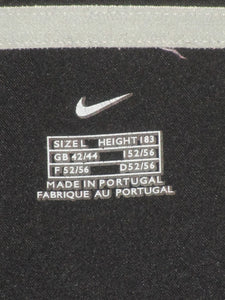 SIZE L HEIGHT 183
GB 42/44 I 52/56
F 52/56 D 52/56
MADE IN PORTUGAL
FABRIQUE AU PORTUGAL